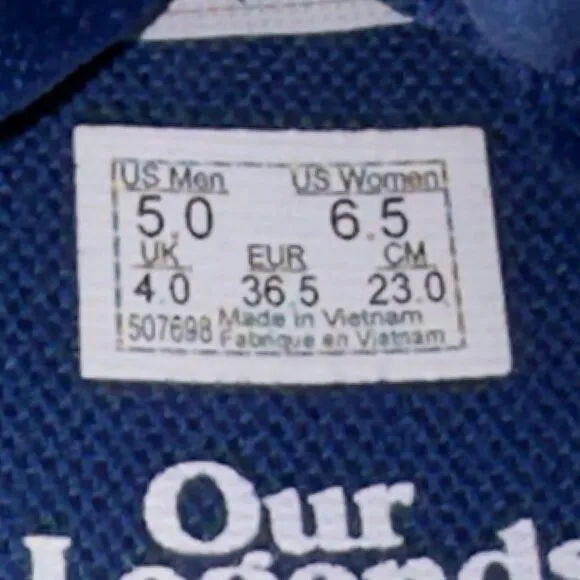 US Men US Women
5.0 6.5
UK EUR CM
4.0 36.5 23.0
507698 Made in Vietnam
Fabrique en Vietnam
Our
Legends